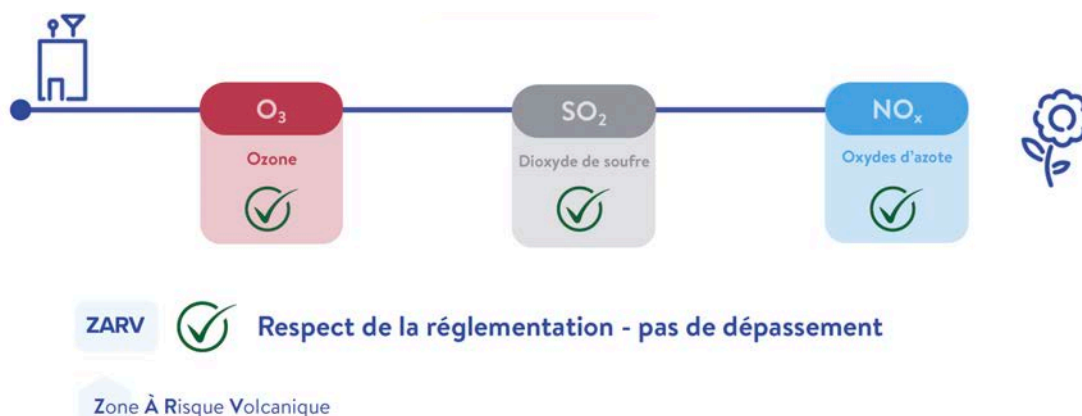 O₃
SO₂
NOₓ
Ozone
Dioxyde de soufre
Oxydes d'azote
ZARV
Respect de la réglementation - pas de dépassement
Zone À Risque Volcanique